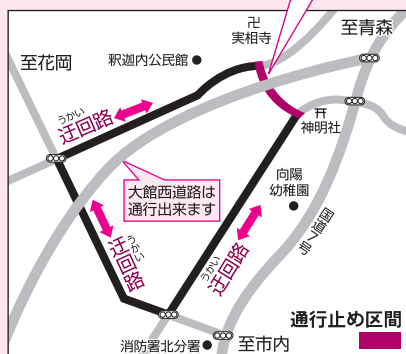 卍
実相寺
至青森
至花岡
釈迦内公民館
うかい
迂回路
神明社
大館西道路は
通行出来ます
向陽
幼稚園
うかい
迂回路
うかい
迂回路
国道7号
通行止め区間
消防署北分署
至市内